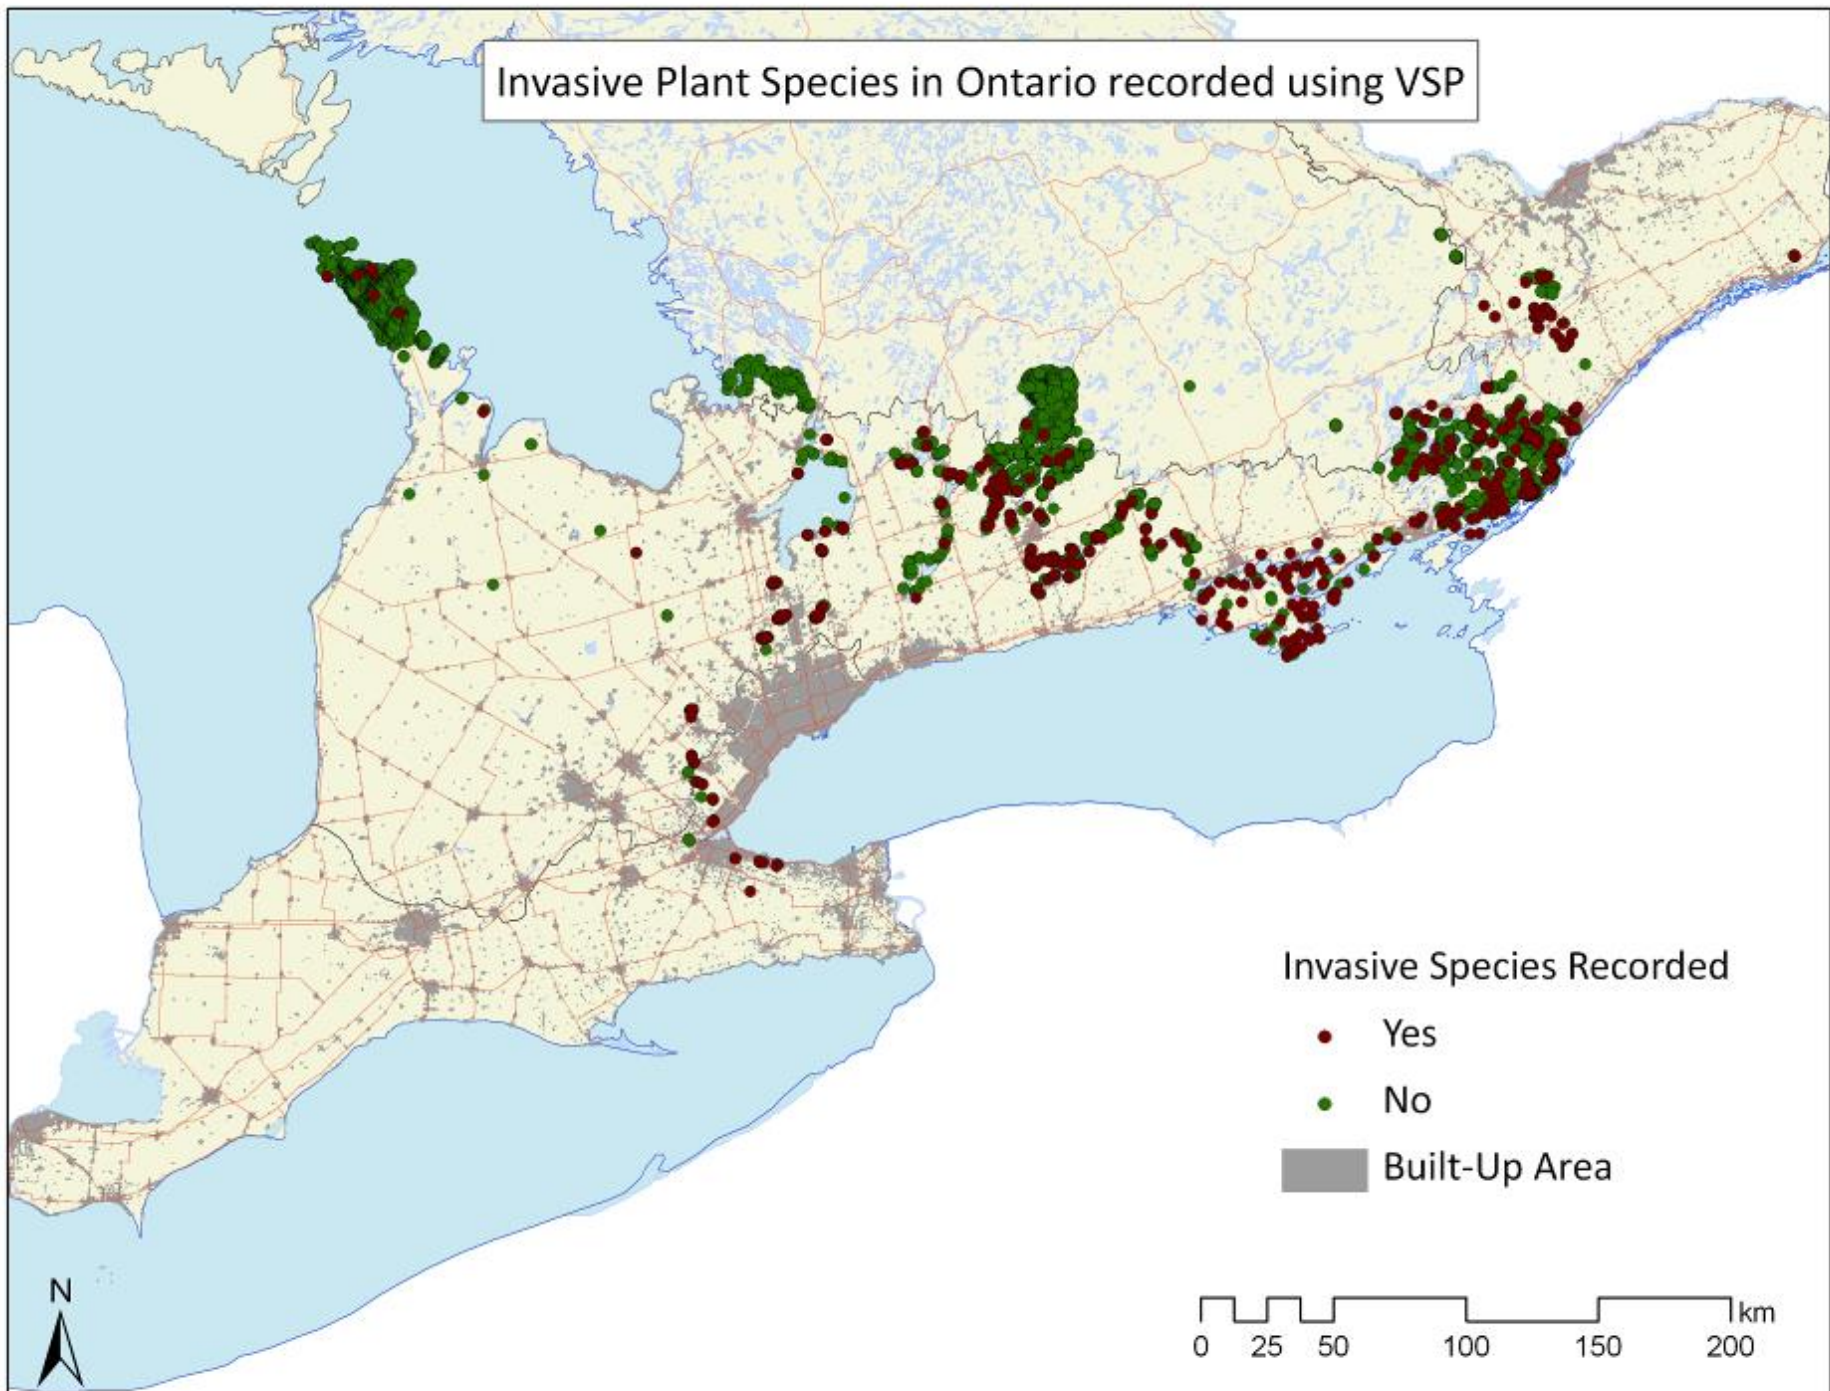 Invasive Plant Species in Ontario recorded using VSP
Invasive Species Recorded
Yes
No
Built-Up Area
N
km
0 25 50 100 150 200